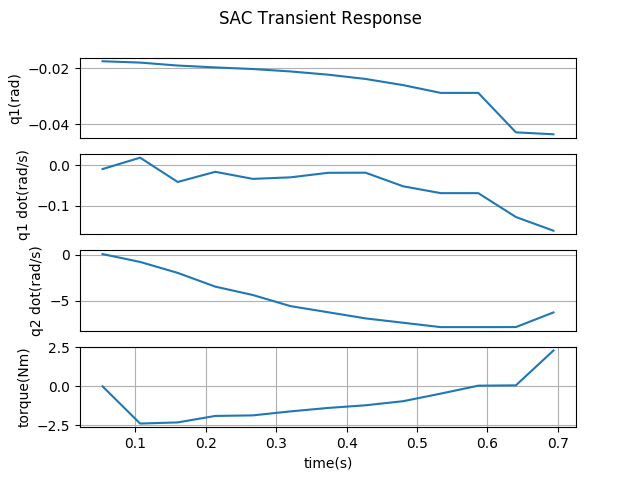 SAC Transient Response
q1(rad)
−0.02
−0.04
q1 dot(rad/s)
0.0
−0.1
q2 dot(rad/s)
0
−5
torque(Nm)
2.5
0.0
−2.5
0.1 0.2 0.3 0.4 0.5 0.6 0.7
time(s)